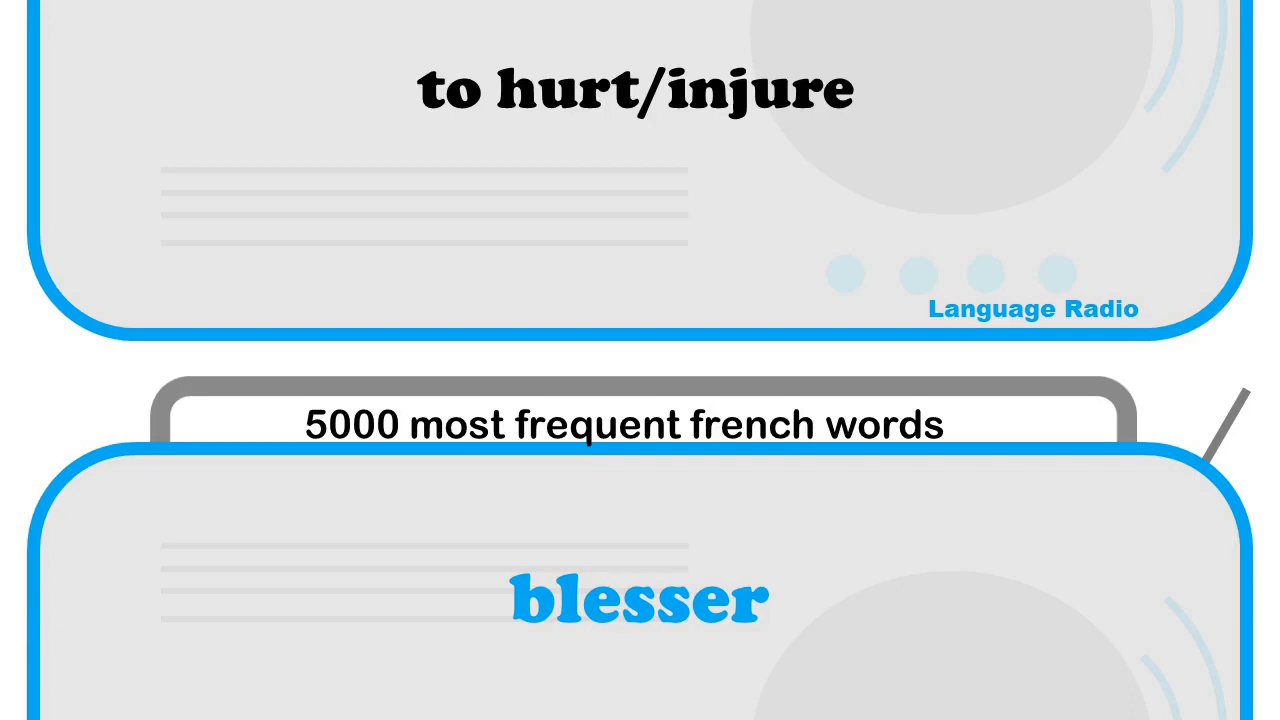 to hurt/injure
Language Radio
5000 most frequent french words
blesser